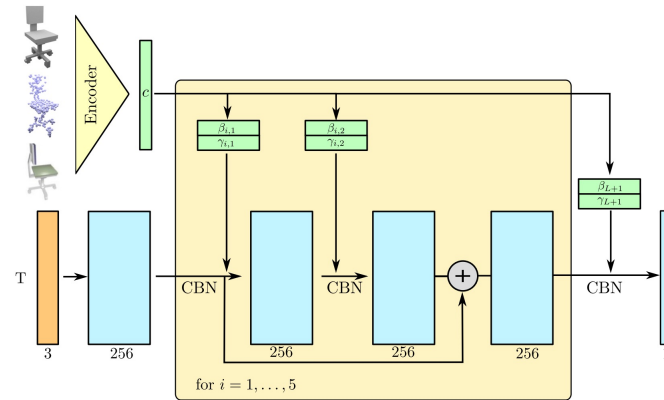 Encoder
c
β_{i,1}
γ_{i,1}
β_{i,2}
γ_{i,2}
β_{L+1}
γ_{L+1}
T
CBN
CBN
CBN
3
256
256
256
256
for i = 1, . . . , 5